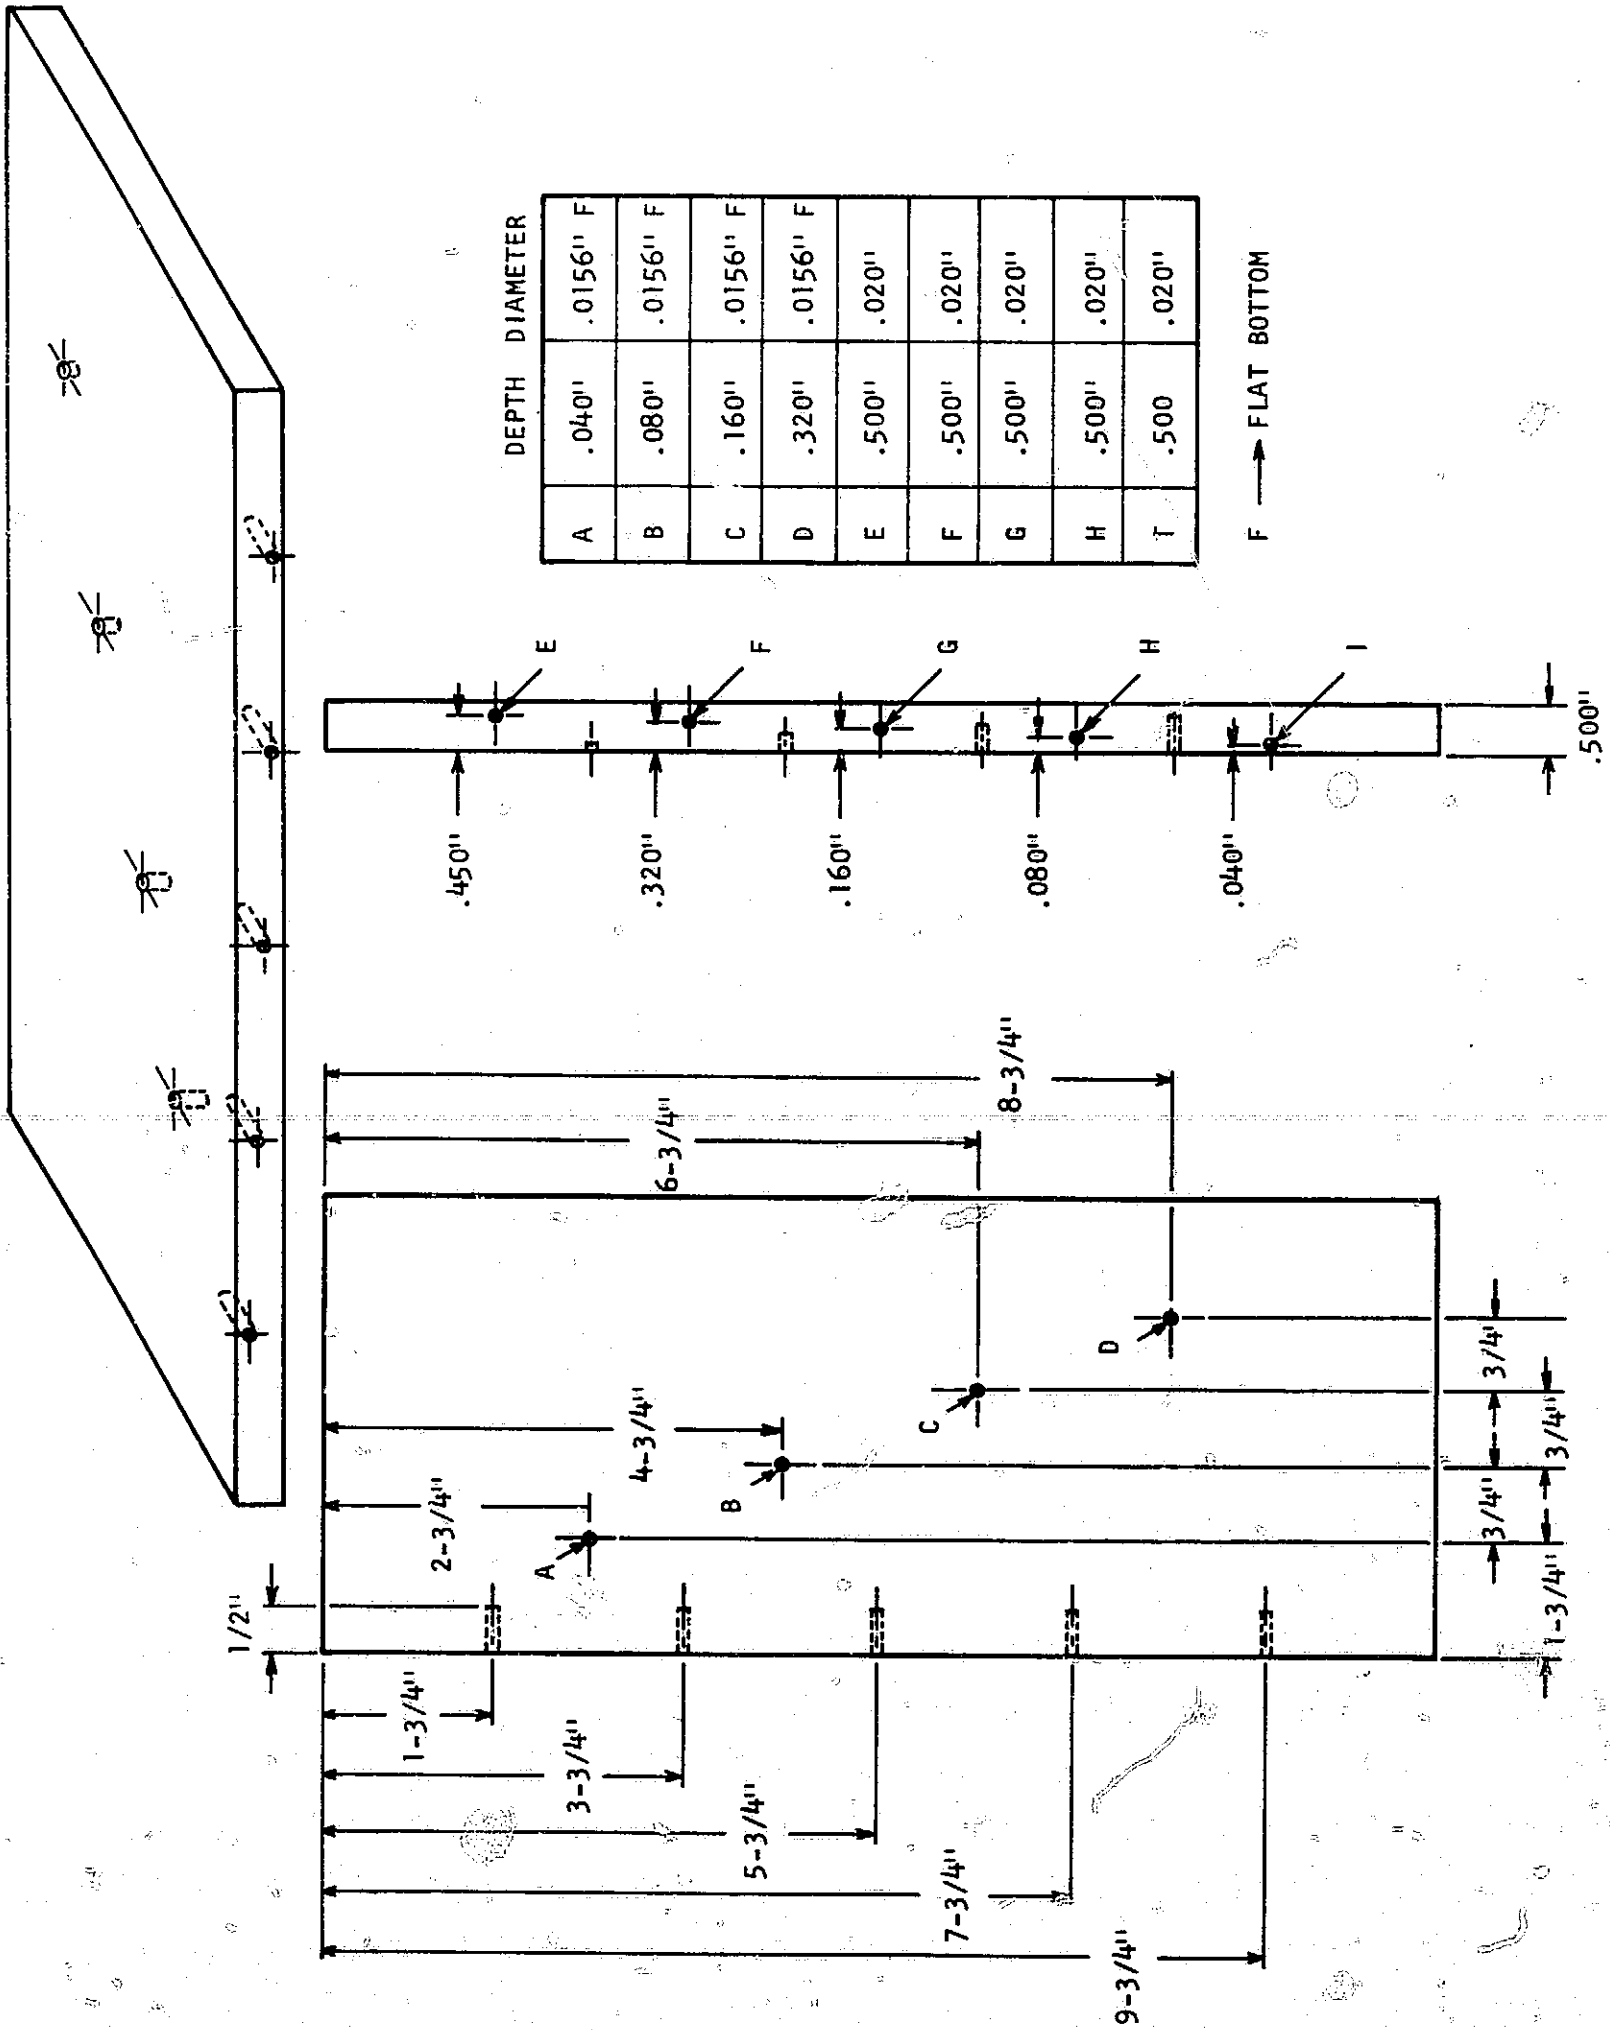 DEPTH DIAMETER
A .040" .0156" F
B .080" .0156" F
C .160" .0156" F
D .320" .0156" F
E .500" .020"
F .500" .020"
G .500" .020"
H .500" .020"
I .500 .020"
F → FLAT BOTTOM
.450"
.320"
.160"
.080"
.040"
E
F
G
H
I
.500"
1/2"
2-3/4"
4-3/4"
6-3/4"
8-3/4"
A
B
C
D
1-3/4"
3-3/4"
5-3/4"
7-3/4"
9-3/4"
3/4"
3/4"
1-3/4"
3/4"